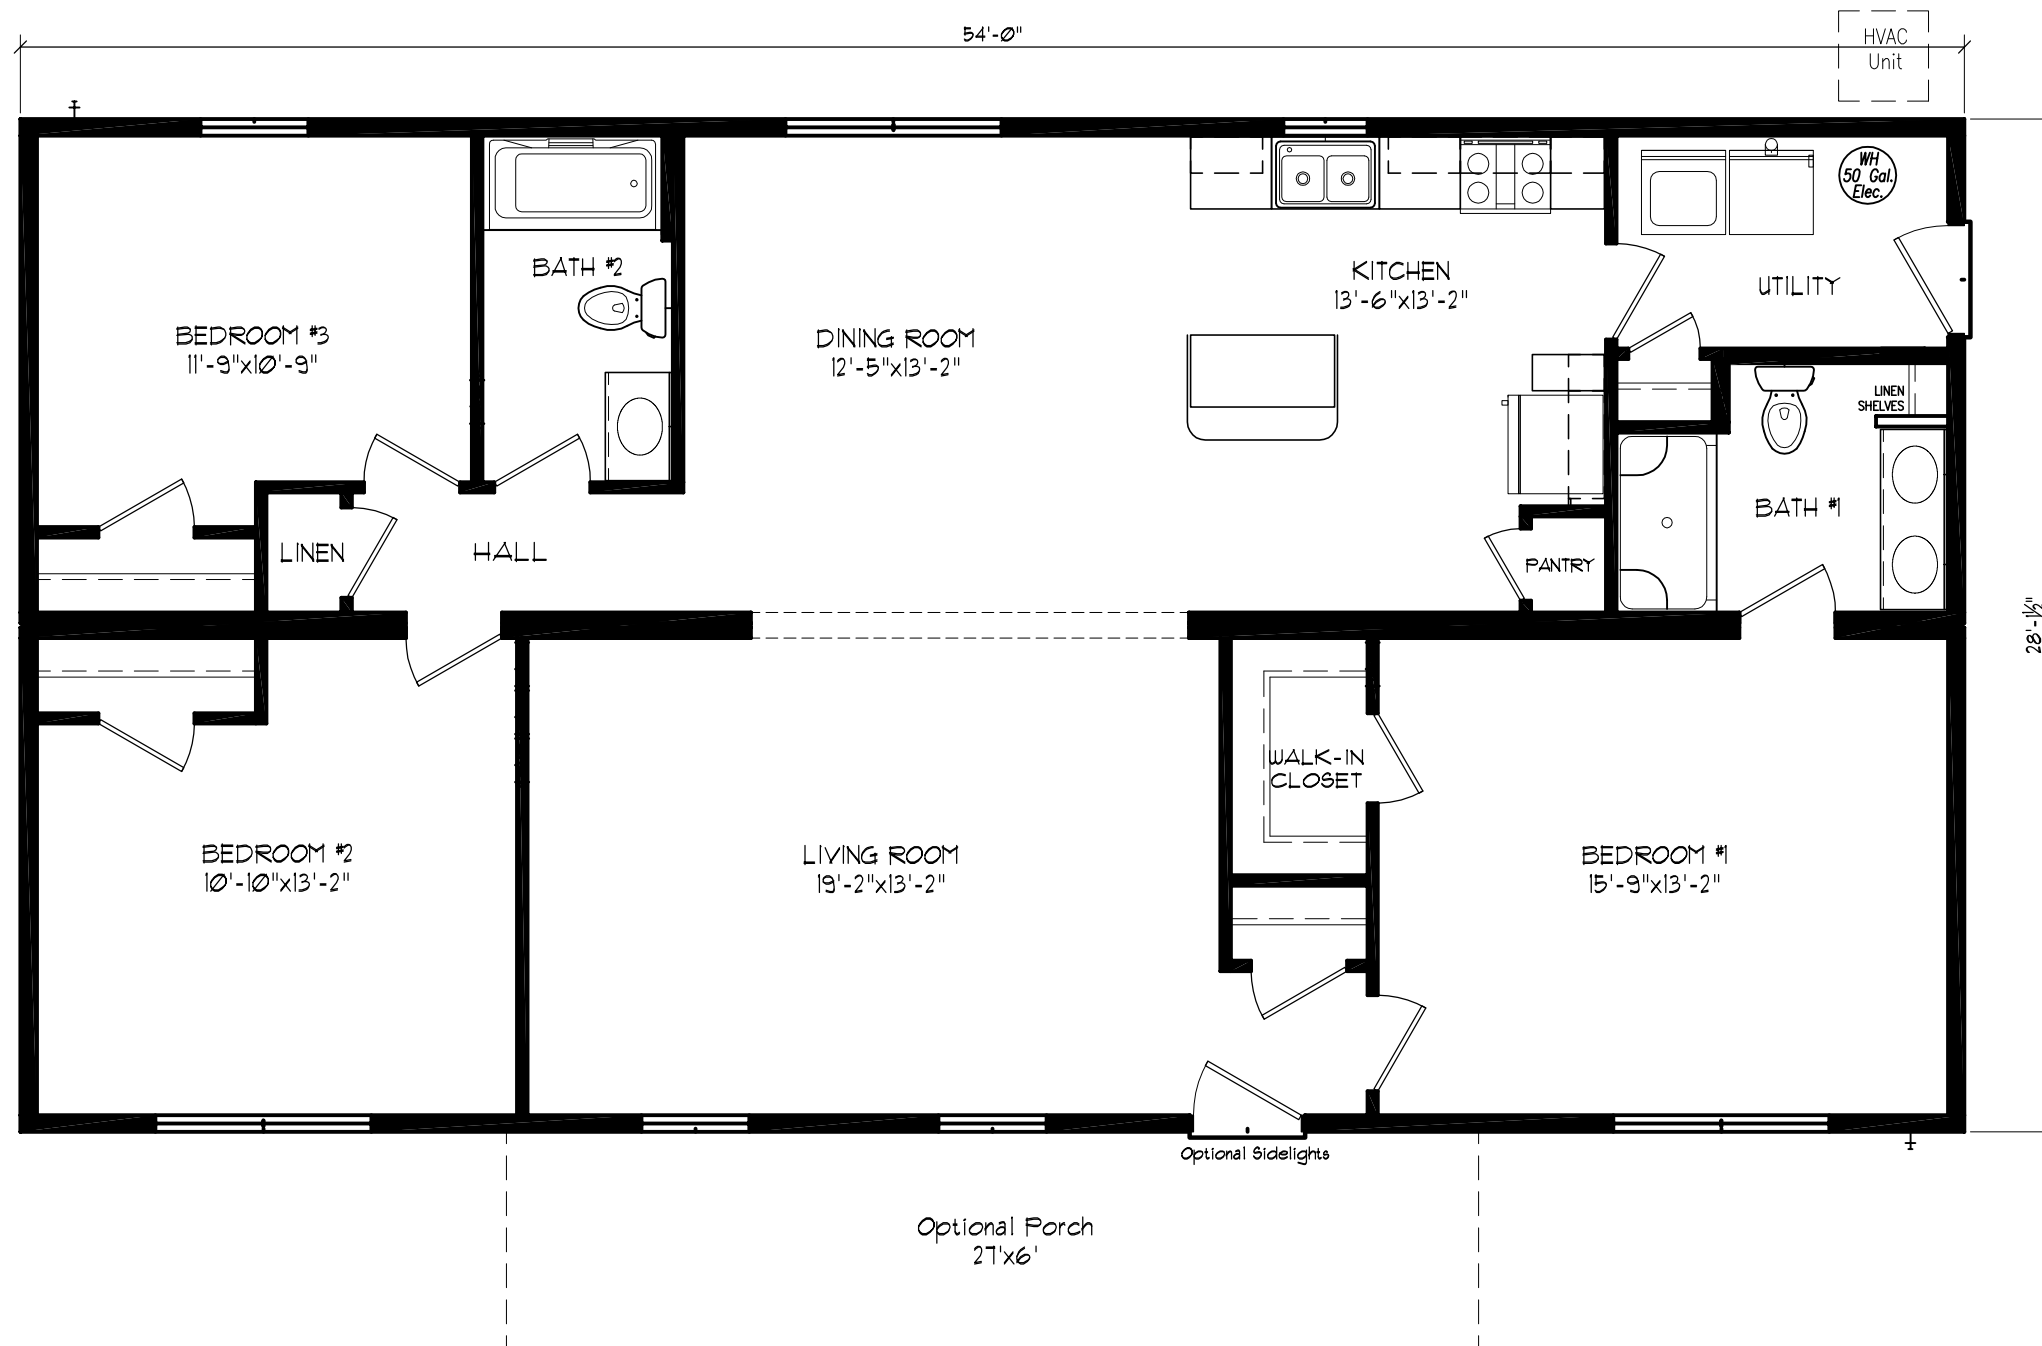 54'-0"
HVAC
Unit
WH
50 Gal.
Elec.
BATH #2
KITCHEN
13'-6"x13'-2"
UTILITY
BEDROOM #3
11'-9"x10'-9"
DINING ROOM
12'-5"x13'-2"
LINEN
SHELVES
BATH #1
LINEN
HALL
PANTRY
28'-1½"
WALK-IN
CLOSET
BEDROOM #2
10'-10"x13'-2"
LIVING ROOM
19'-2"x13'-2"
BEDROOM #1
15'-9"x13'-2"
Optional Sidelights
Optional Porch
27'x6'